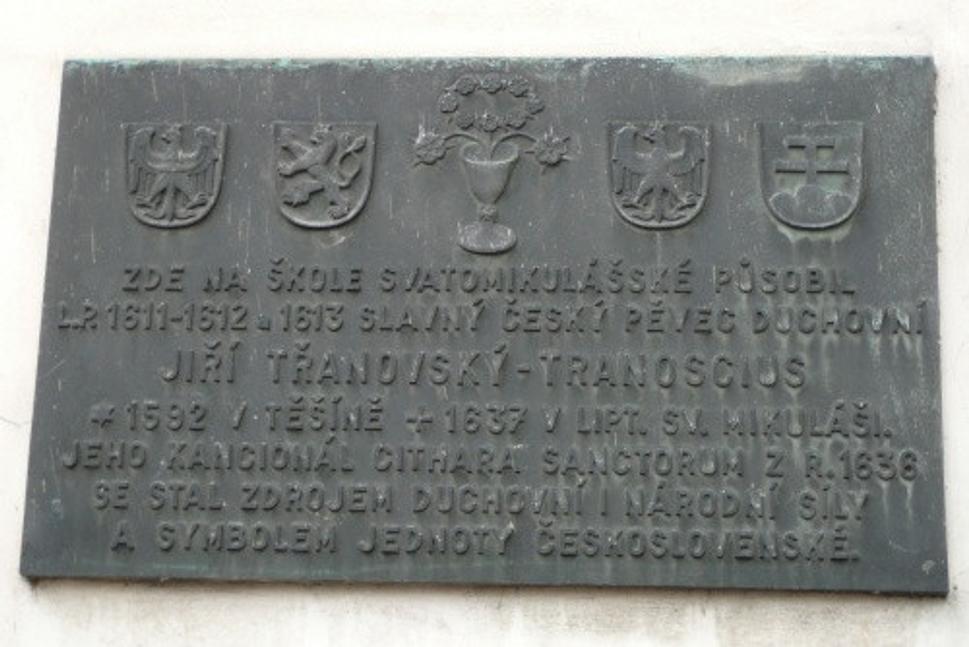 ZDE NA ŠKOLE SVATOMIKULÁŠSKÉ PŮSOBIL
L.P. 1611-1612 a 1613 SLAVNÝ ČESKÝ PĚVEC DUCHOVNÍ
JIŘÍ TŘANOVSKÝ-TRANOSCIUS
* 1592 V TĚŠÍNĚ + 1637 V LIPT. SV. MIKULÁŠI.
JEHO KANCIONÁL CITHARA SANCTORUM Z R. 1636
SE STAL ZDROJEM DUCHOVNÍ I NÁRODNÍ SÍLY
A SYMBOLEM JEDNOTY ČESKOSLOVENSKÉ.